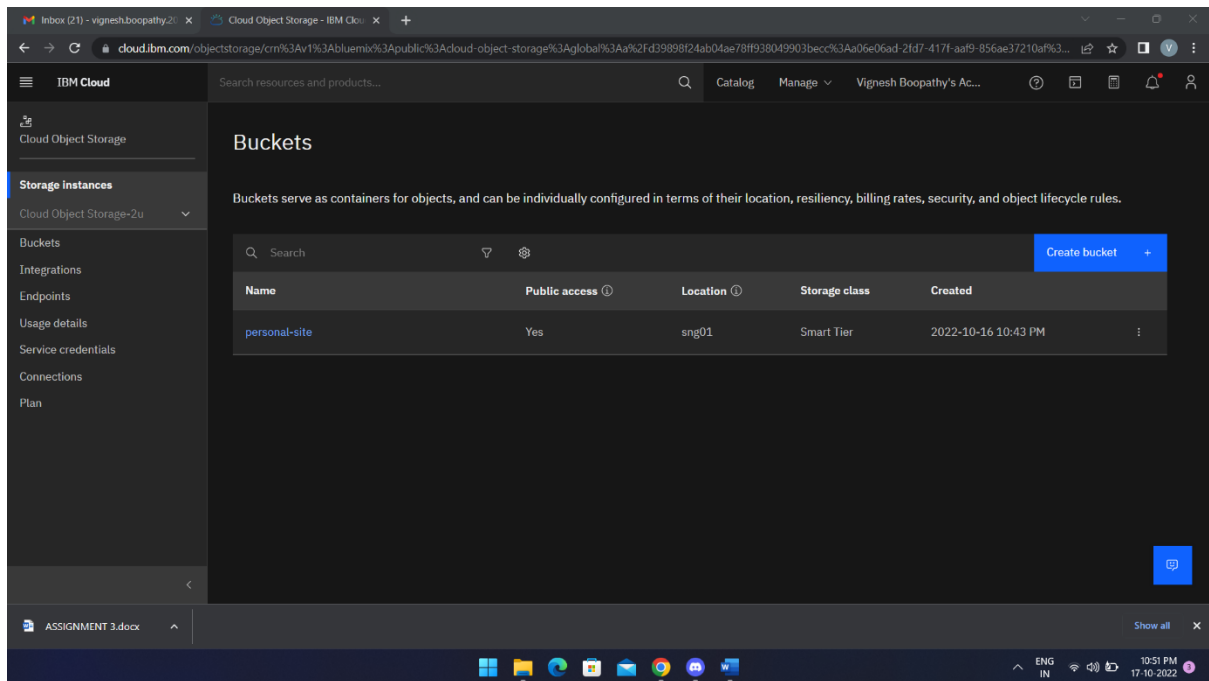 Inbox (21) - vignesh.boopathy.20
Cloud Object Storage - IBM Clou
cloud.ibm.com/objectstorage/crn%3Av1%3Abluemix%3Apublic%3Acloud-object-storage%3Aglobal%3Aa%2Fd39898f24ab04ae78ff938049903becc%3Aa06e06ad-2fd7-417f-aaf9-856ae37210af%3...
V
IBM Cloud
Search resources and products...
Catalog
Manage
Vignesh Boopathy's Ac...
Cloud Object Storage
Storage instances
Cloud Object Storage-2u
Buckets
Integrations
Endpoints
Usage details
Service credentials
Connections
Plan
Buckets
Buckets serve as containers for objects, and can be individually configured in terms of their location, resiliency, billing rates, security, and object lifecycle rules.
Search
Create bucket +
Name Public access Location Storage class Created
personal-site Yes sng01 Smart Tier 2022-10-16 10:43 PM
ASSIGNMENT 3.docx
Show all
ENG
IN
10:51 PM
17-10-2022
3